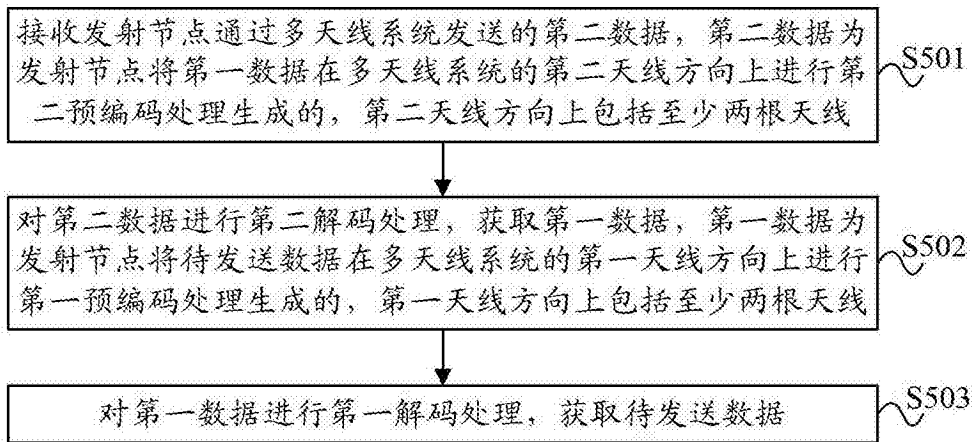 接收发射节点通过多天线系统发送的第二数据，第二数据为
发射节点将第一数据在多天线系统的第二天线方向上进行第
二预编码处理生成的，第二天线方向上包括至少两根天线
S501
对第二数据进行第二解码处理，获取第一数据，第一数据为
发射节点将待发送数据在多天线系统的第一天线方向上进行
第一预编码处理生成的，第一天线方向上包括至少两根天线
S502
对第一数据进行第一解码处理，获取待发送数据
S503